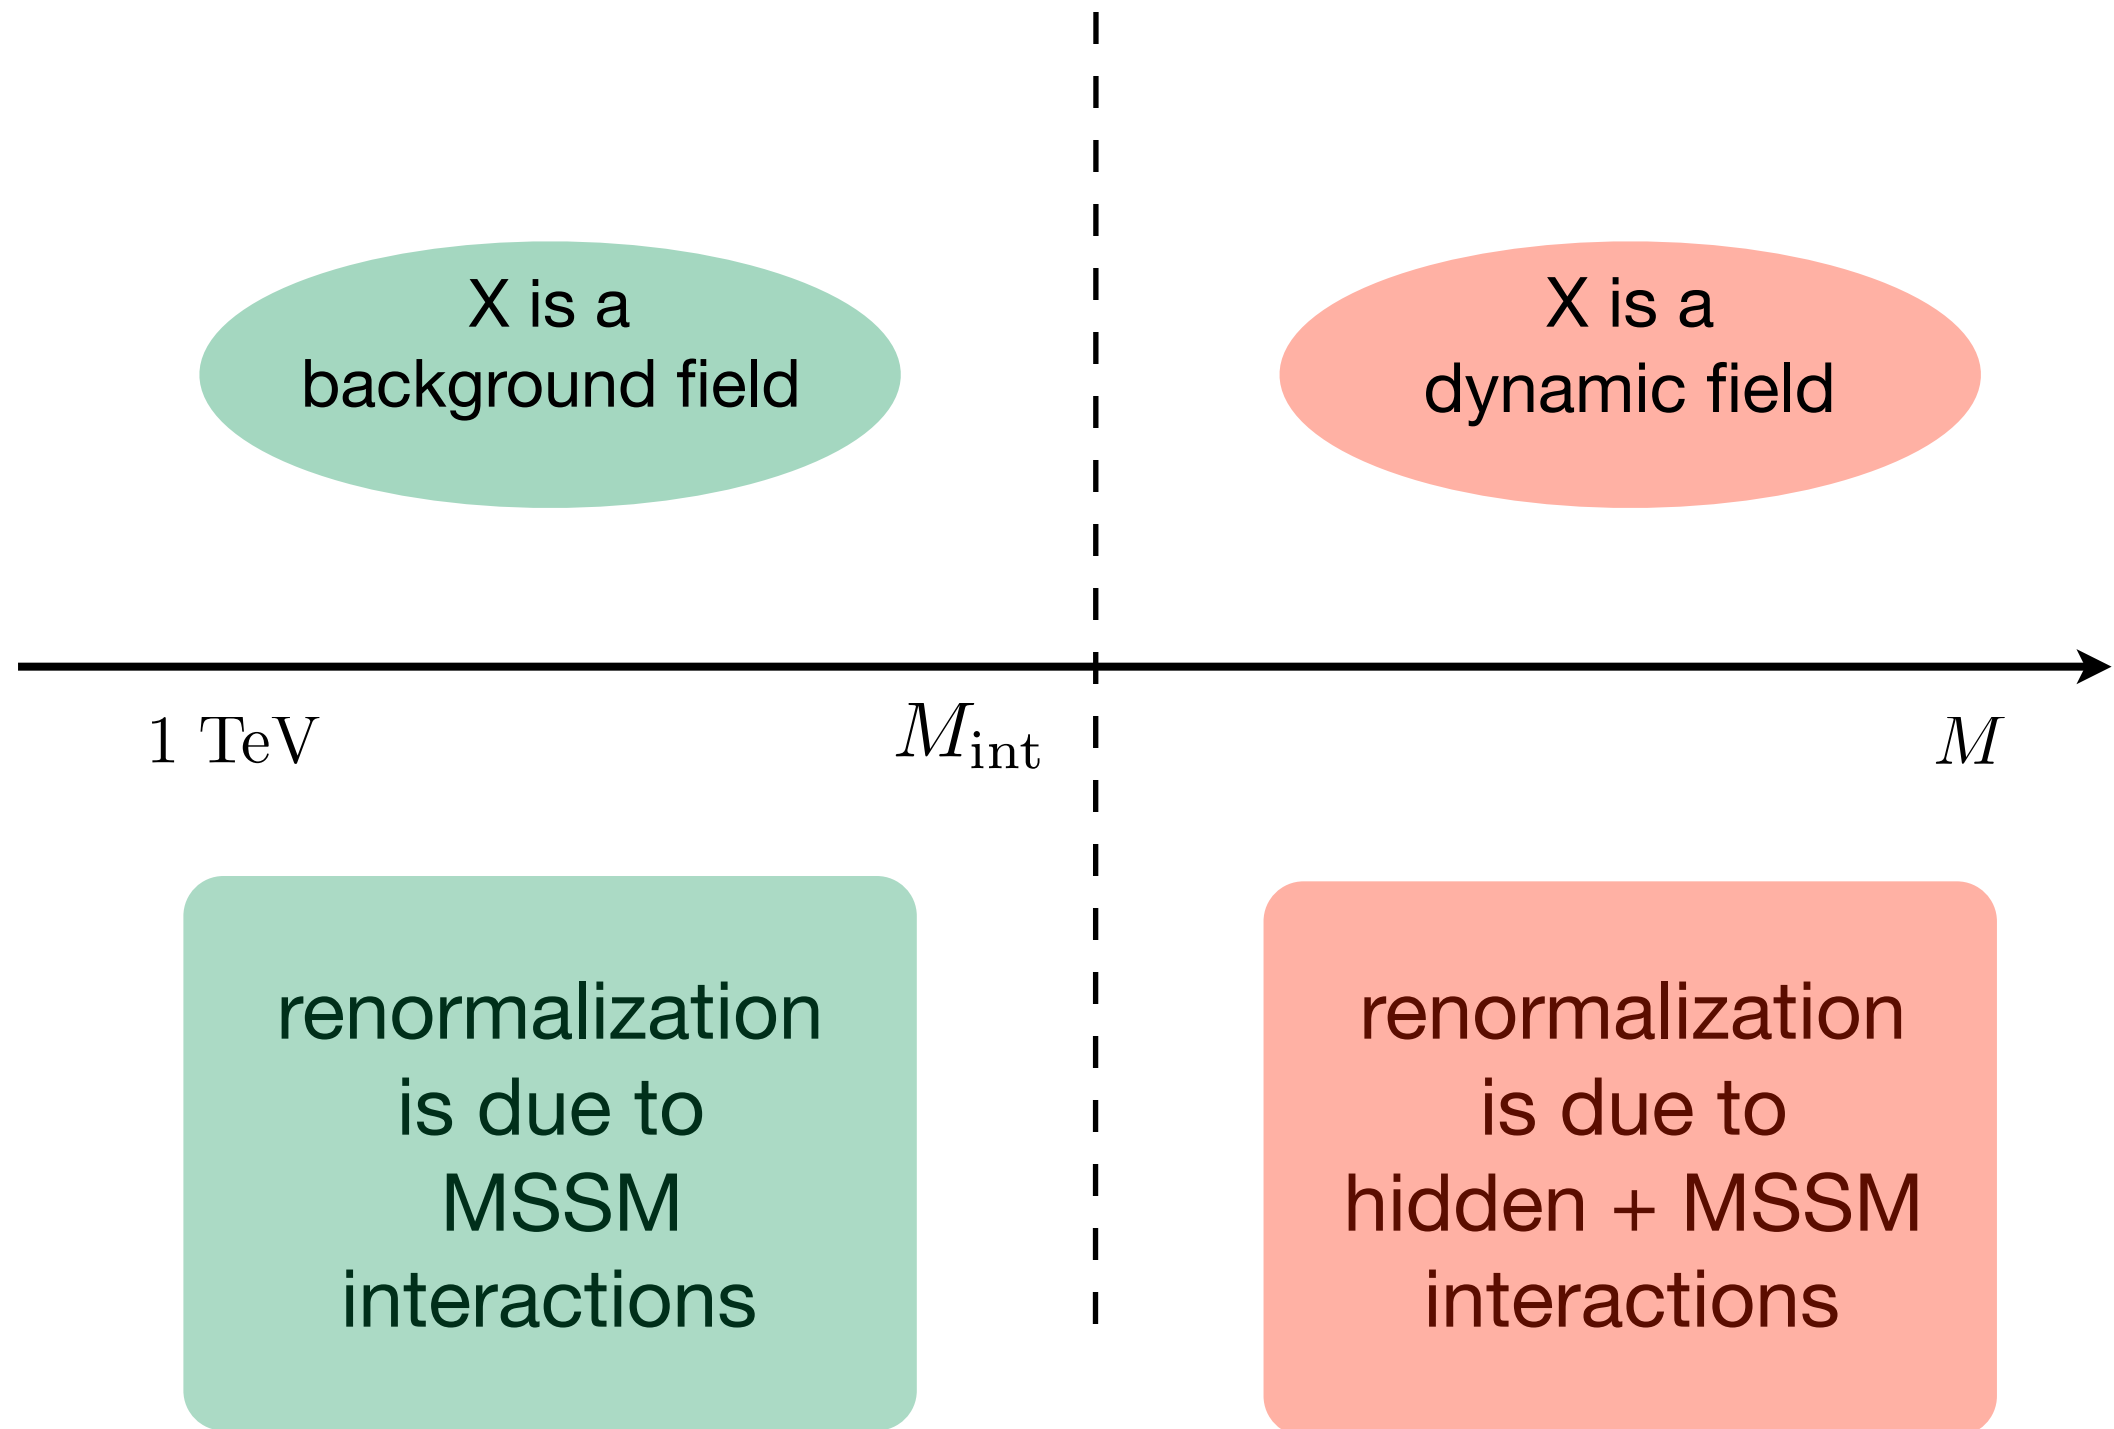 X is a
background field
X is a
dynamic field
1 TeV
M_int
M
renormalization
is due to
MSSM
interactions
renormalization
is due to
hidden + MSSM
interactions